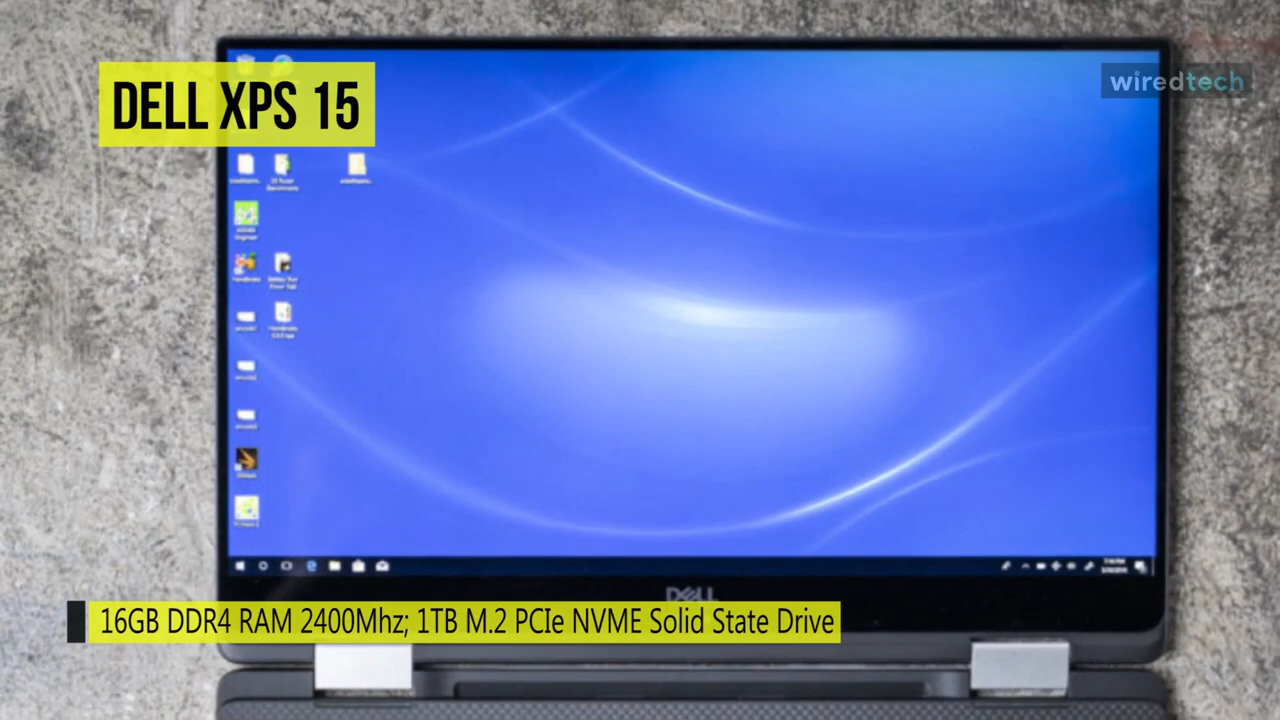 DELL XPS 15
wiredtech
DELL
16GB DDR4 RAM 2400Mhz; 1TB M.2 PCIe NVME Solid State Drive